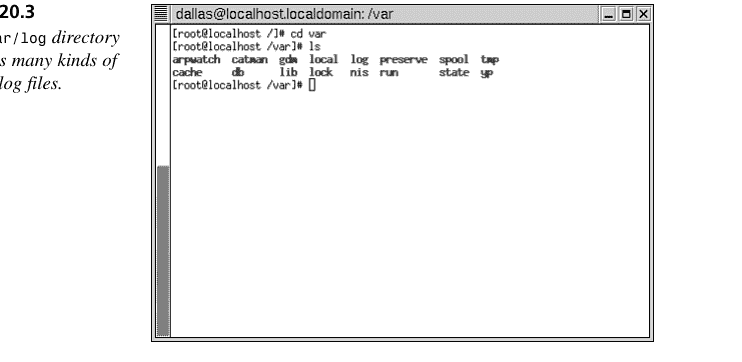 20.3
ar/log directory
s many kinds of
log files.
dallas@localhost.localdomain: /var
[root@localhost /]# cd var
[root@localhost /var]# ls
arpwatch catman gdm local log preserve spool tmp
cache db lib lock nis run state yp
[root@localhost /var]#